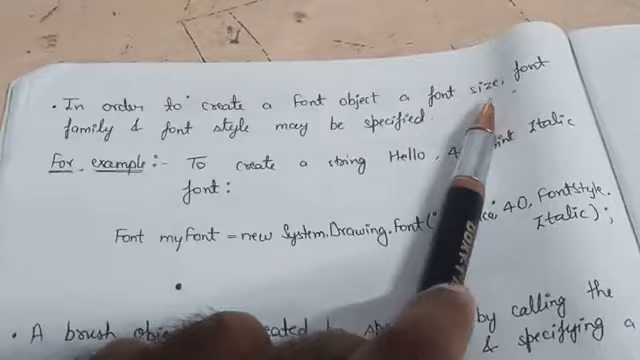 • In order to create a Font object a font size, font
family & font style may be specified.
For example :- To create a string Hello, 4 Italic
font :
Font myFont = new System.Drawing.Font(" " 40, FontStyle.
Italic);
• A brush by calling the
& specifying a